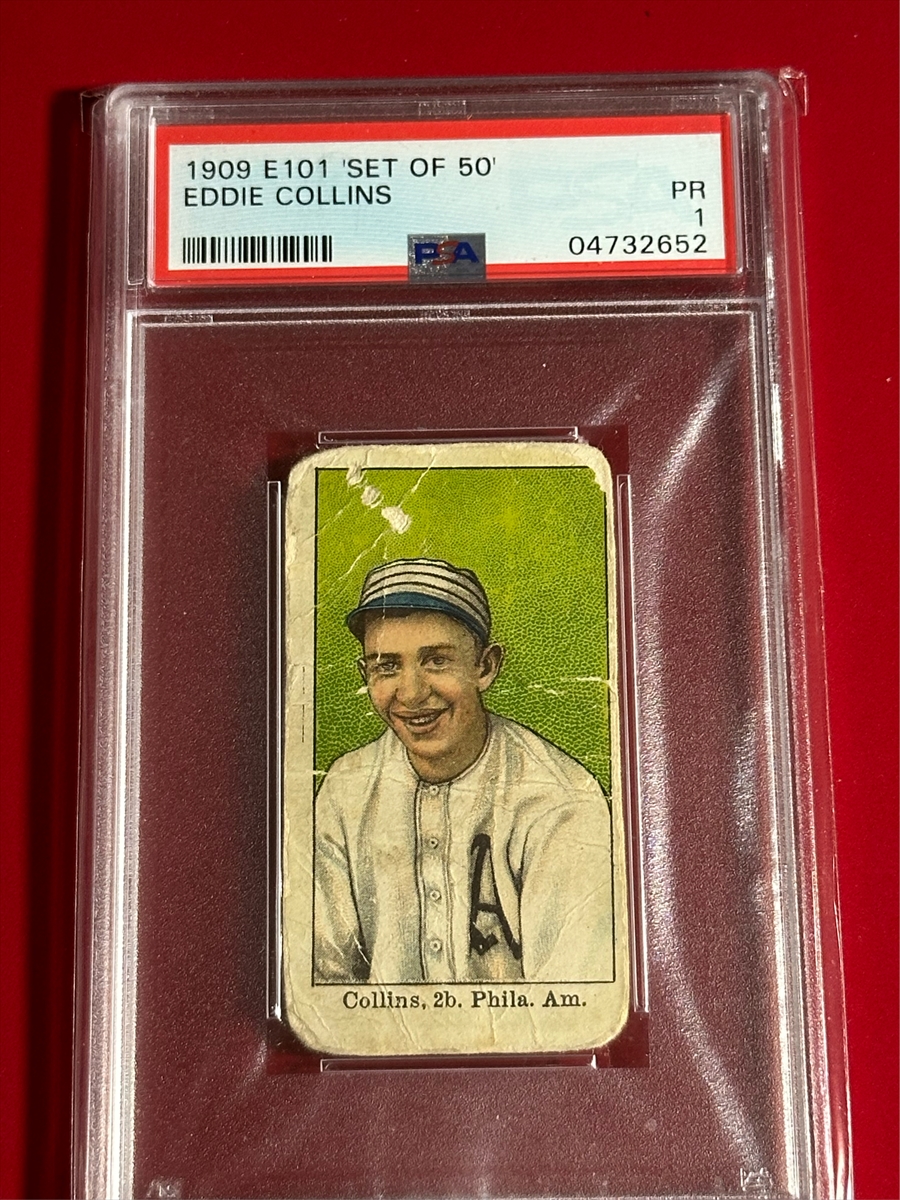 1909 E101 'SET OF 50'
EDDIE COLLINS
PR
1
PSA
04732652
A
Collins, 2b. Phila. Am.